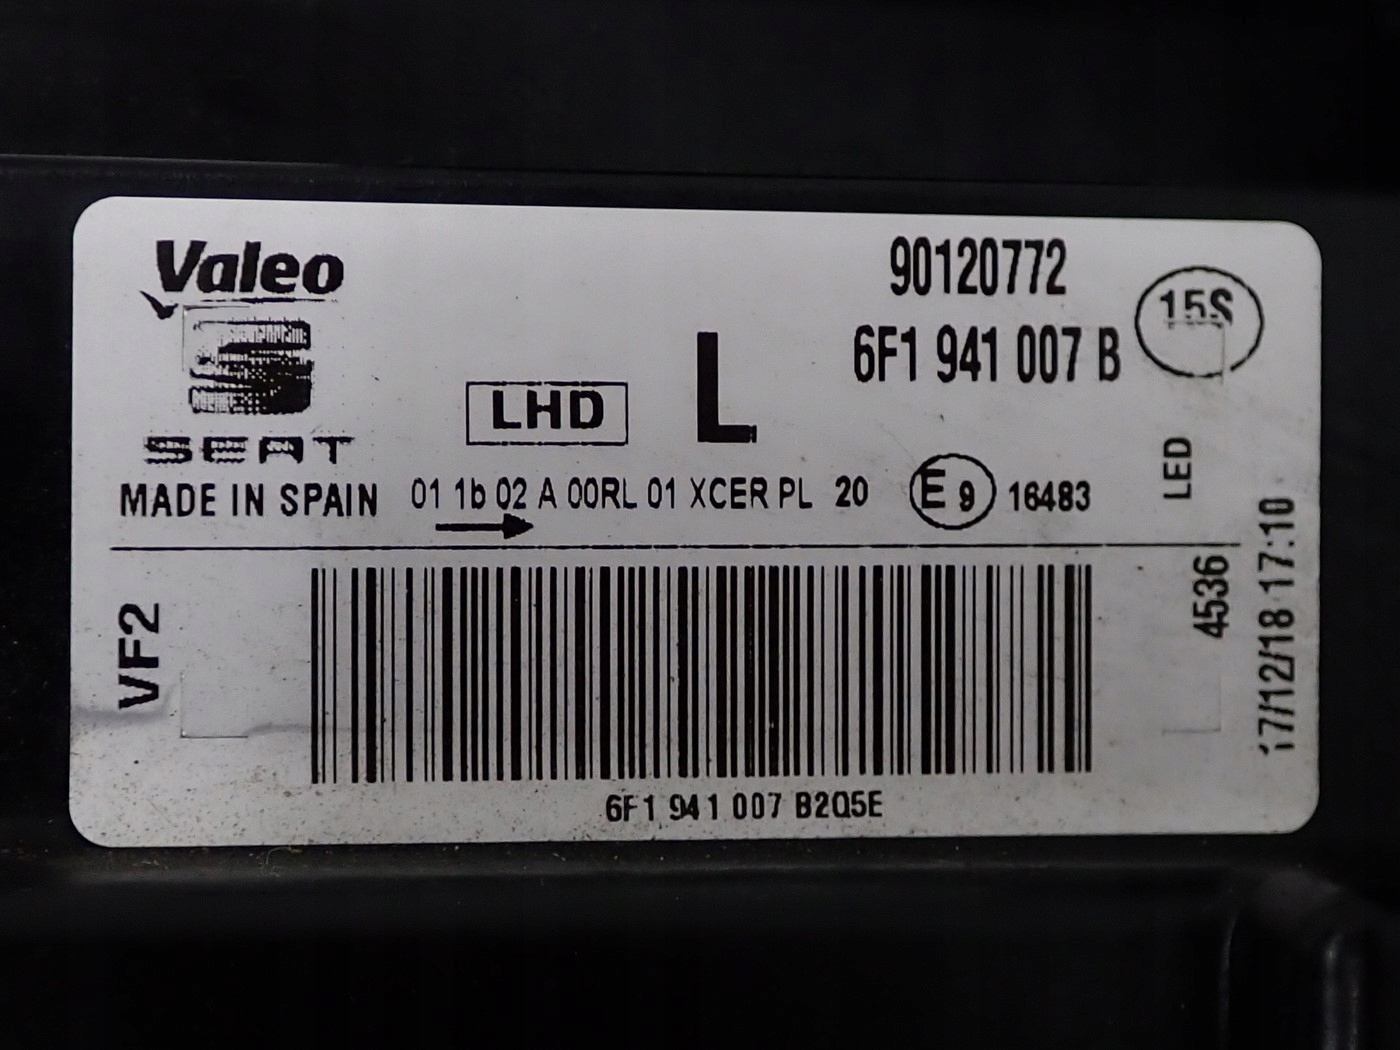 Valeo
90120772
15S
6F1 941 007 B
LHD
L
SEAT
MADE IN SPAIN
01 1b 02 A 00RL 01 XCER PL 20
E 9
16483
LED
VF2
4536
17/12/18 17:10
6F1 941 007 B2Q5E